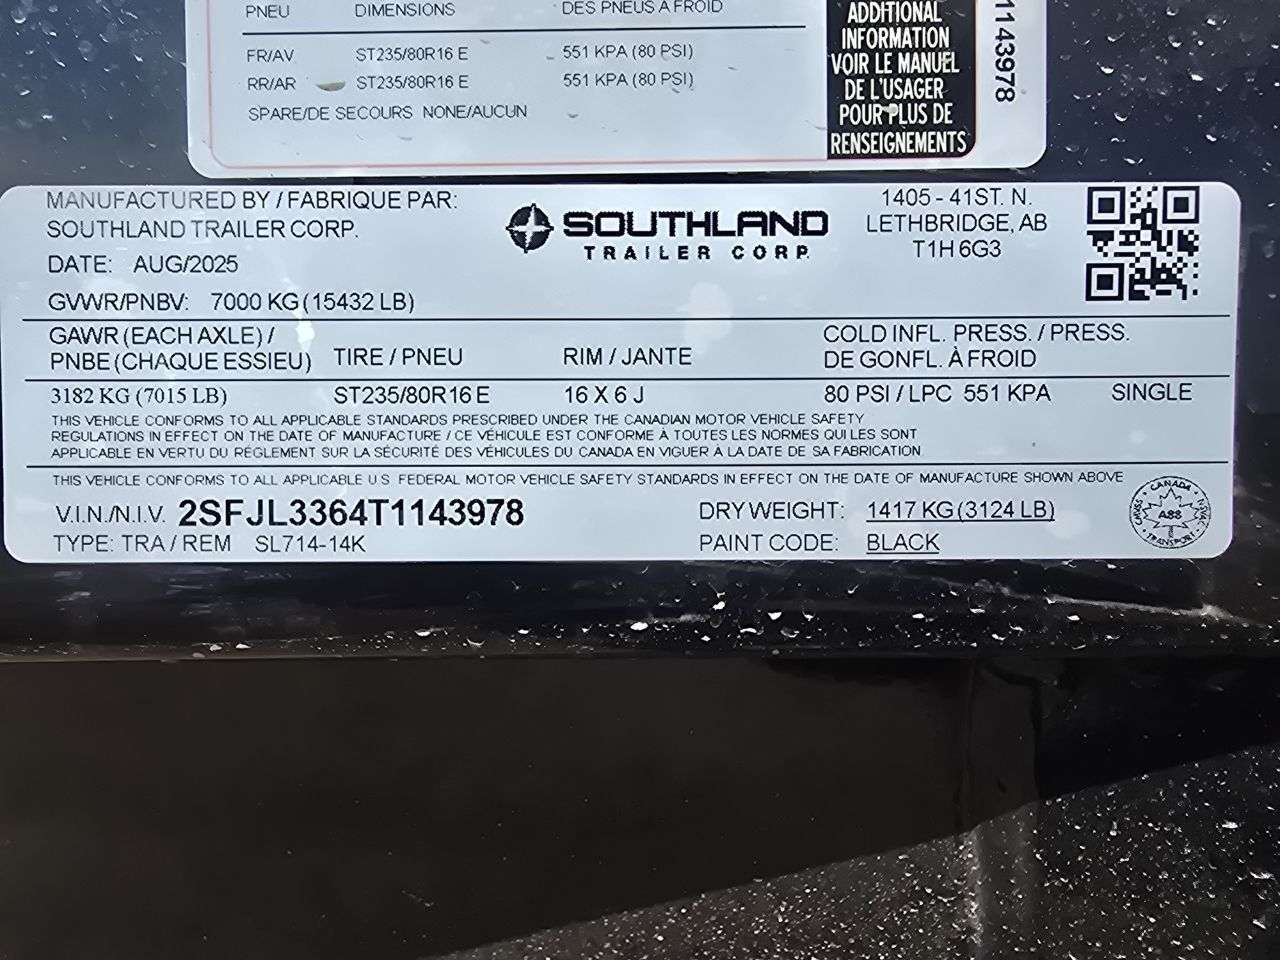 PNEU DIMENSIONS DES PNEUS À FROID
FR/AV ST235/80R16 E 551 KPA (80 PSI)
RR/AR ST235/80R16 E 551 KPA (80 PSI)
SPARE/DE SECOURS NONE/AUCUN
ADDITIONAL
INFORMATION
VOIR LE MANUEL
DE L'USAGER
POUR PLUS DE
RENSEIGNEMENTS
1143978
MANUFACTURED BY / FABRIQUE PAR:
SOUTHLAND TRAILER CORP.
DATE: AUG/2025
GVWR/PNBV: 7000 KG (15432 LB)
SOUTHLAND
TRAILER CORP.
1405 - 41ST. N.
LETHBRIDGE, AB
T1H 6G3
GAWR (EACH AXLE) /
PNBE (CHAQUE ESSIEU) TIRE / PNEU RIM / JANTE
COLD INFL. PRESS. / PRESS.
DE GONFL. À FROID
3182 KG (7015 LB) ST235/80R16 E 16 X 6 J 80 PSI / LPC 551 KPA SINGLE
THIS VEHICLE CONFORMS TO ALL APPLICABLE STANDARDS PRESCRIBED UNDER THE CANADIAN MOTOR VEHICLE SAFETY
REGULATIONS IN EFFECT ON THE DATE OF MANUFACTURE / CE VÉHICULE EST CONFORME À TOUTES LES NORMES QUI LES SONT
APPLICABLE EN VERTU DU RÉGLEMENT SUR LA SÉCURITÉ DES VÉHICULES DU CANADA EN VIGUER À LA DATE DE SA FABRICATION
THIS VEHICLE CONFORMS TO ALL APPLICABLE U.S FEDERAL MOTOR VEHICLE SAFETY STANDARDS IN EFFECT ON THE DATE OF MANUFACTURE SHOWN ABOVE
V.I.N./N.I.V. 2SFJL3364T1143978 DRY WEIGHT: 1417 KG (3124 LB)
TYPE: TRA / REM SL714-14K PAINT CODE: BLACK
CANADA
A88
TRANSPORT